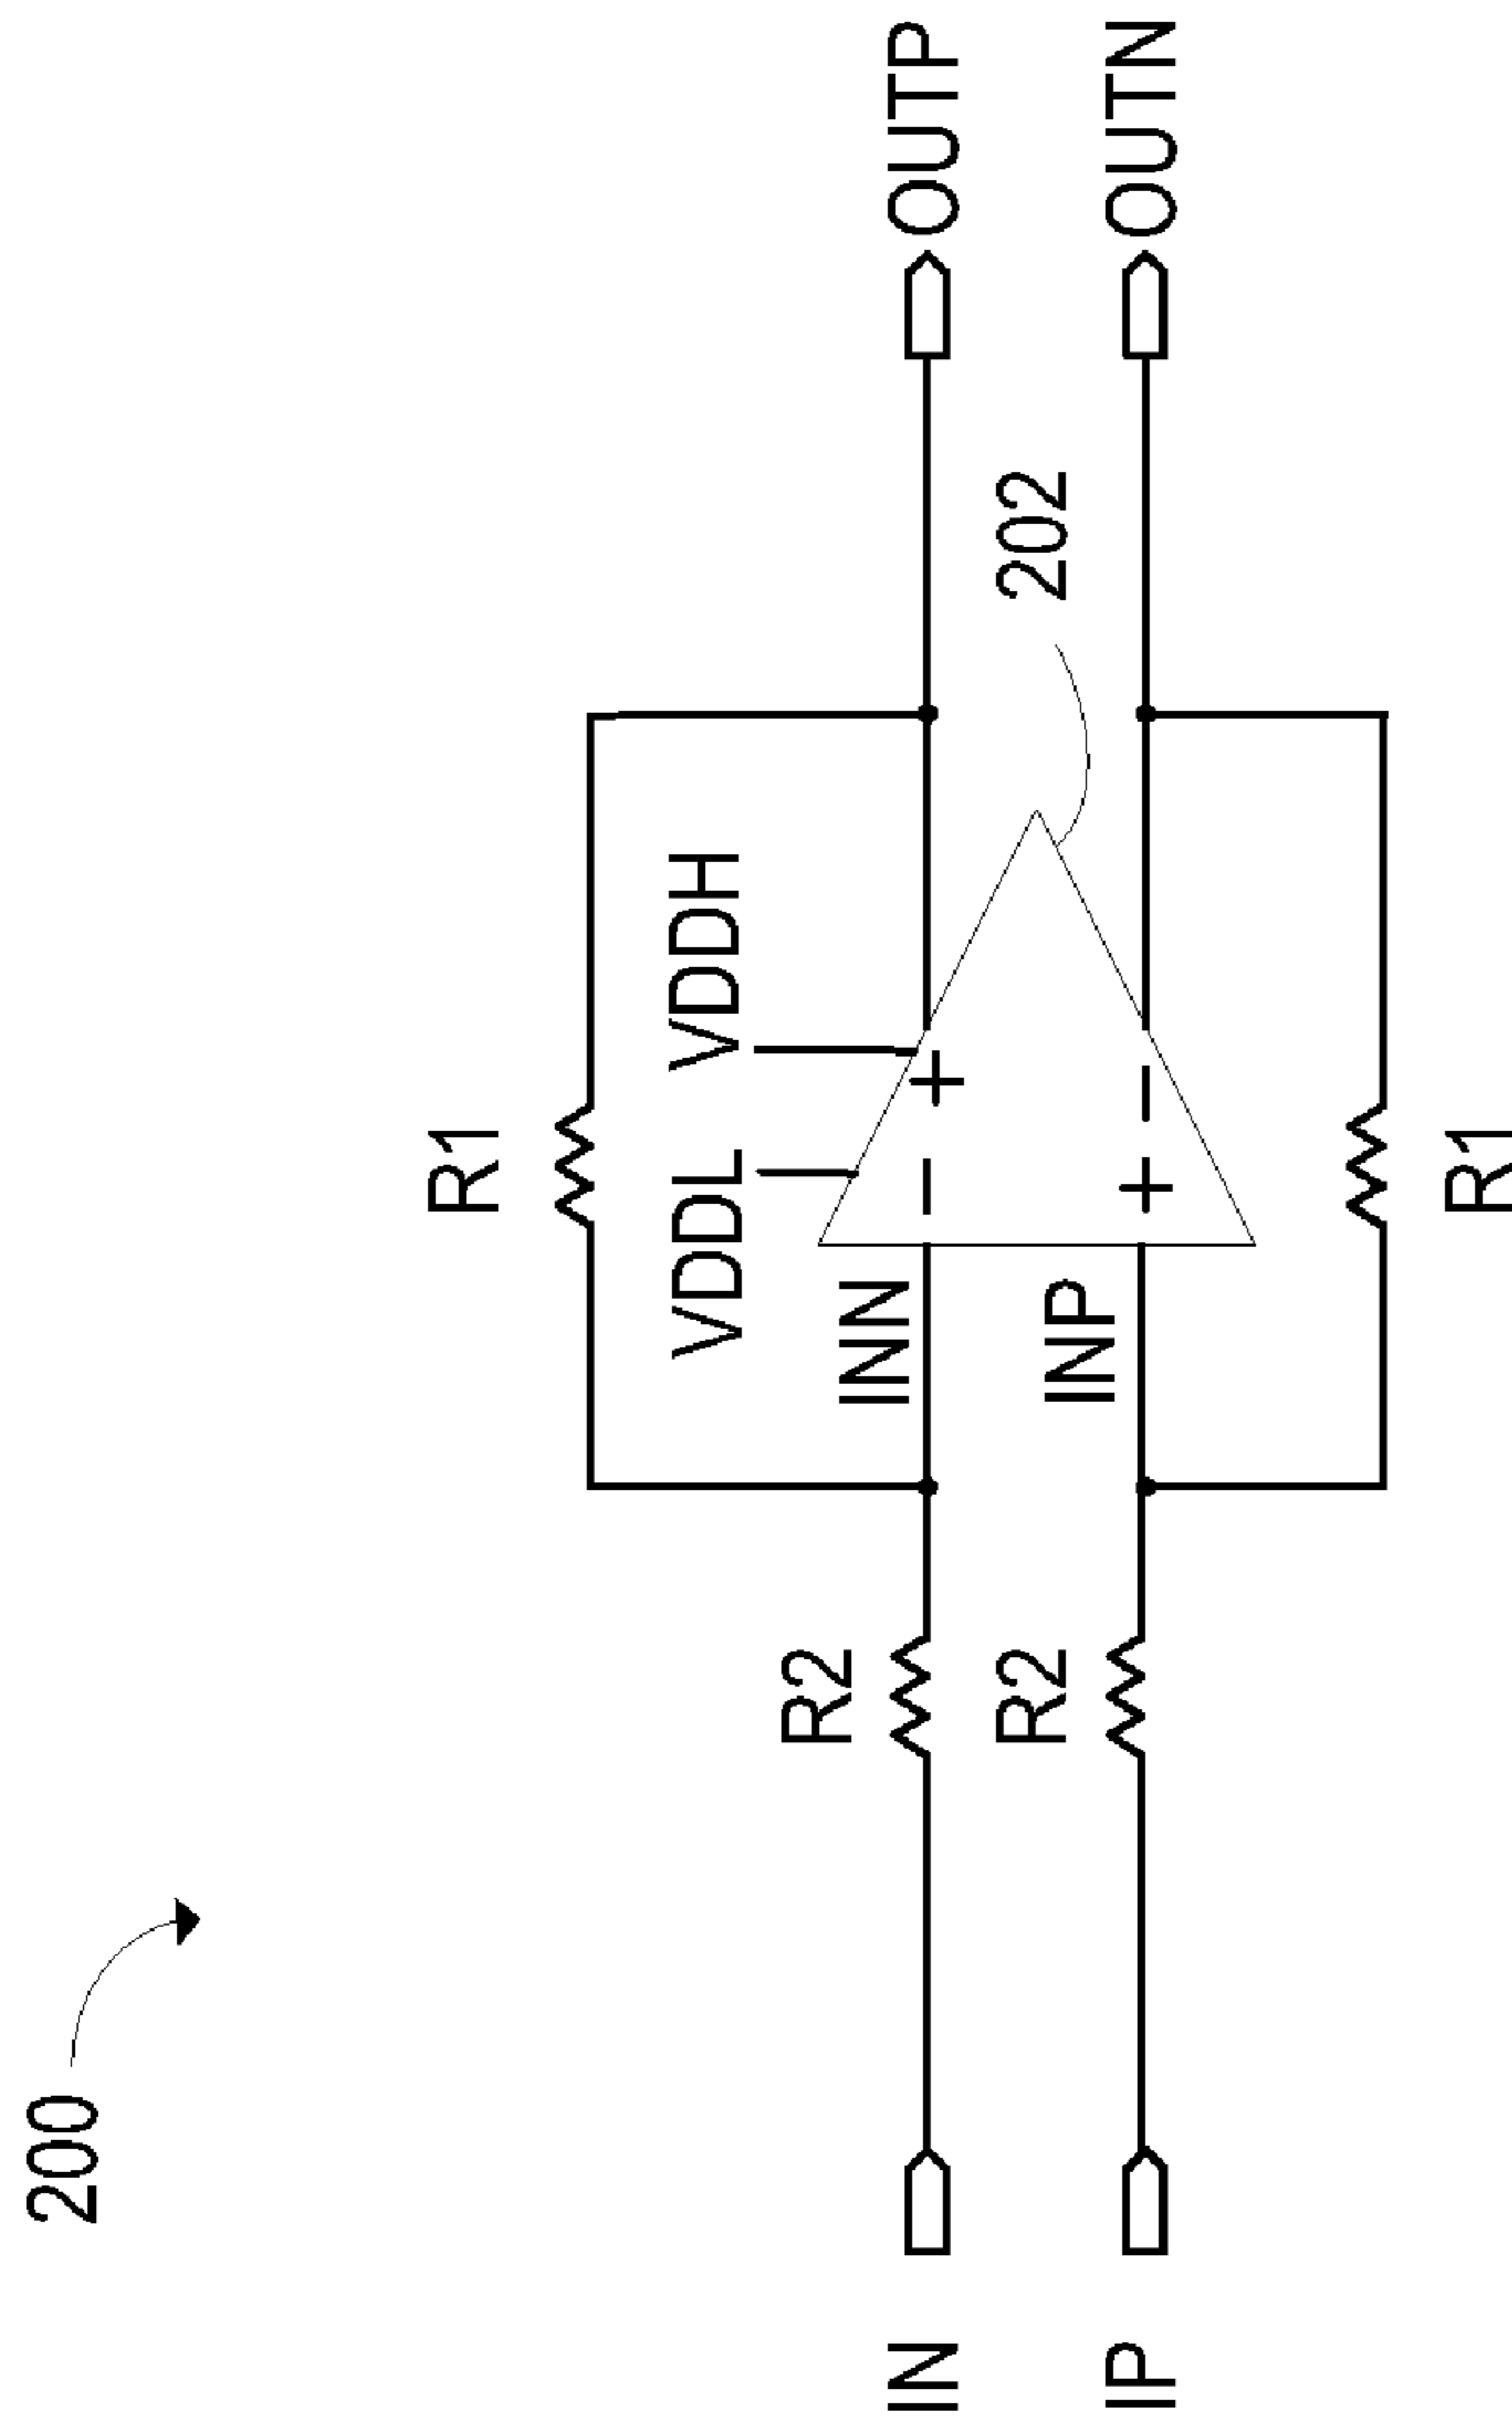 200
R1
VDDL
VDDH
IN
R2
INN
OUTP
202
IP
R2
INP
OUTN
R1